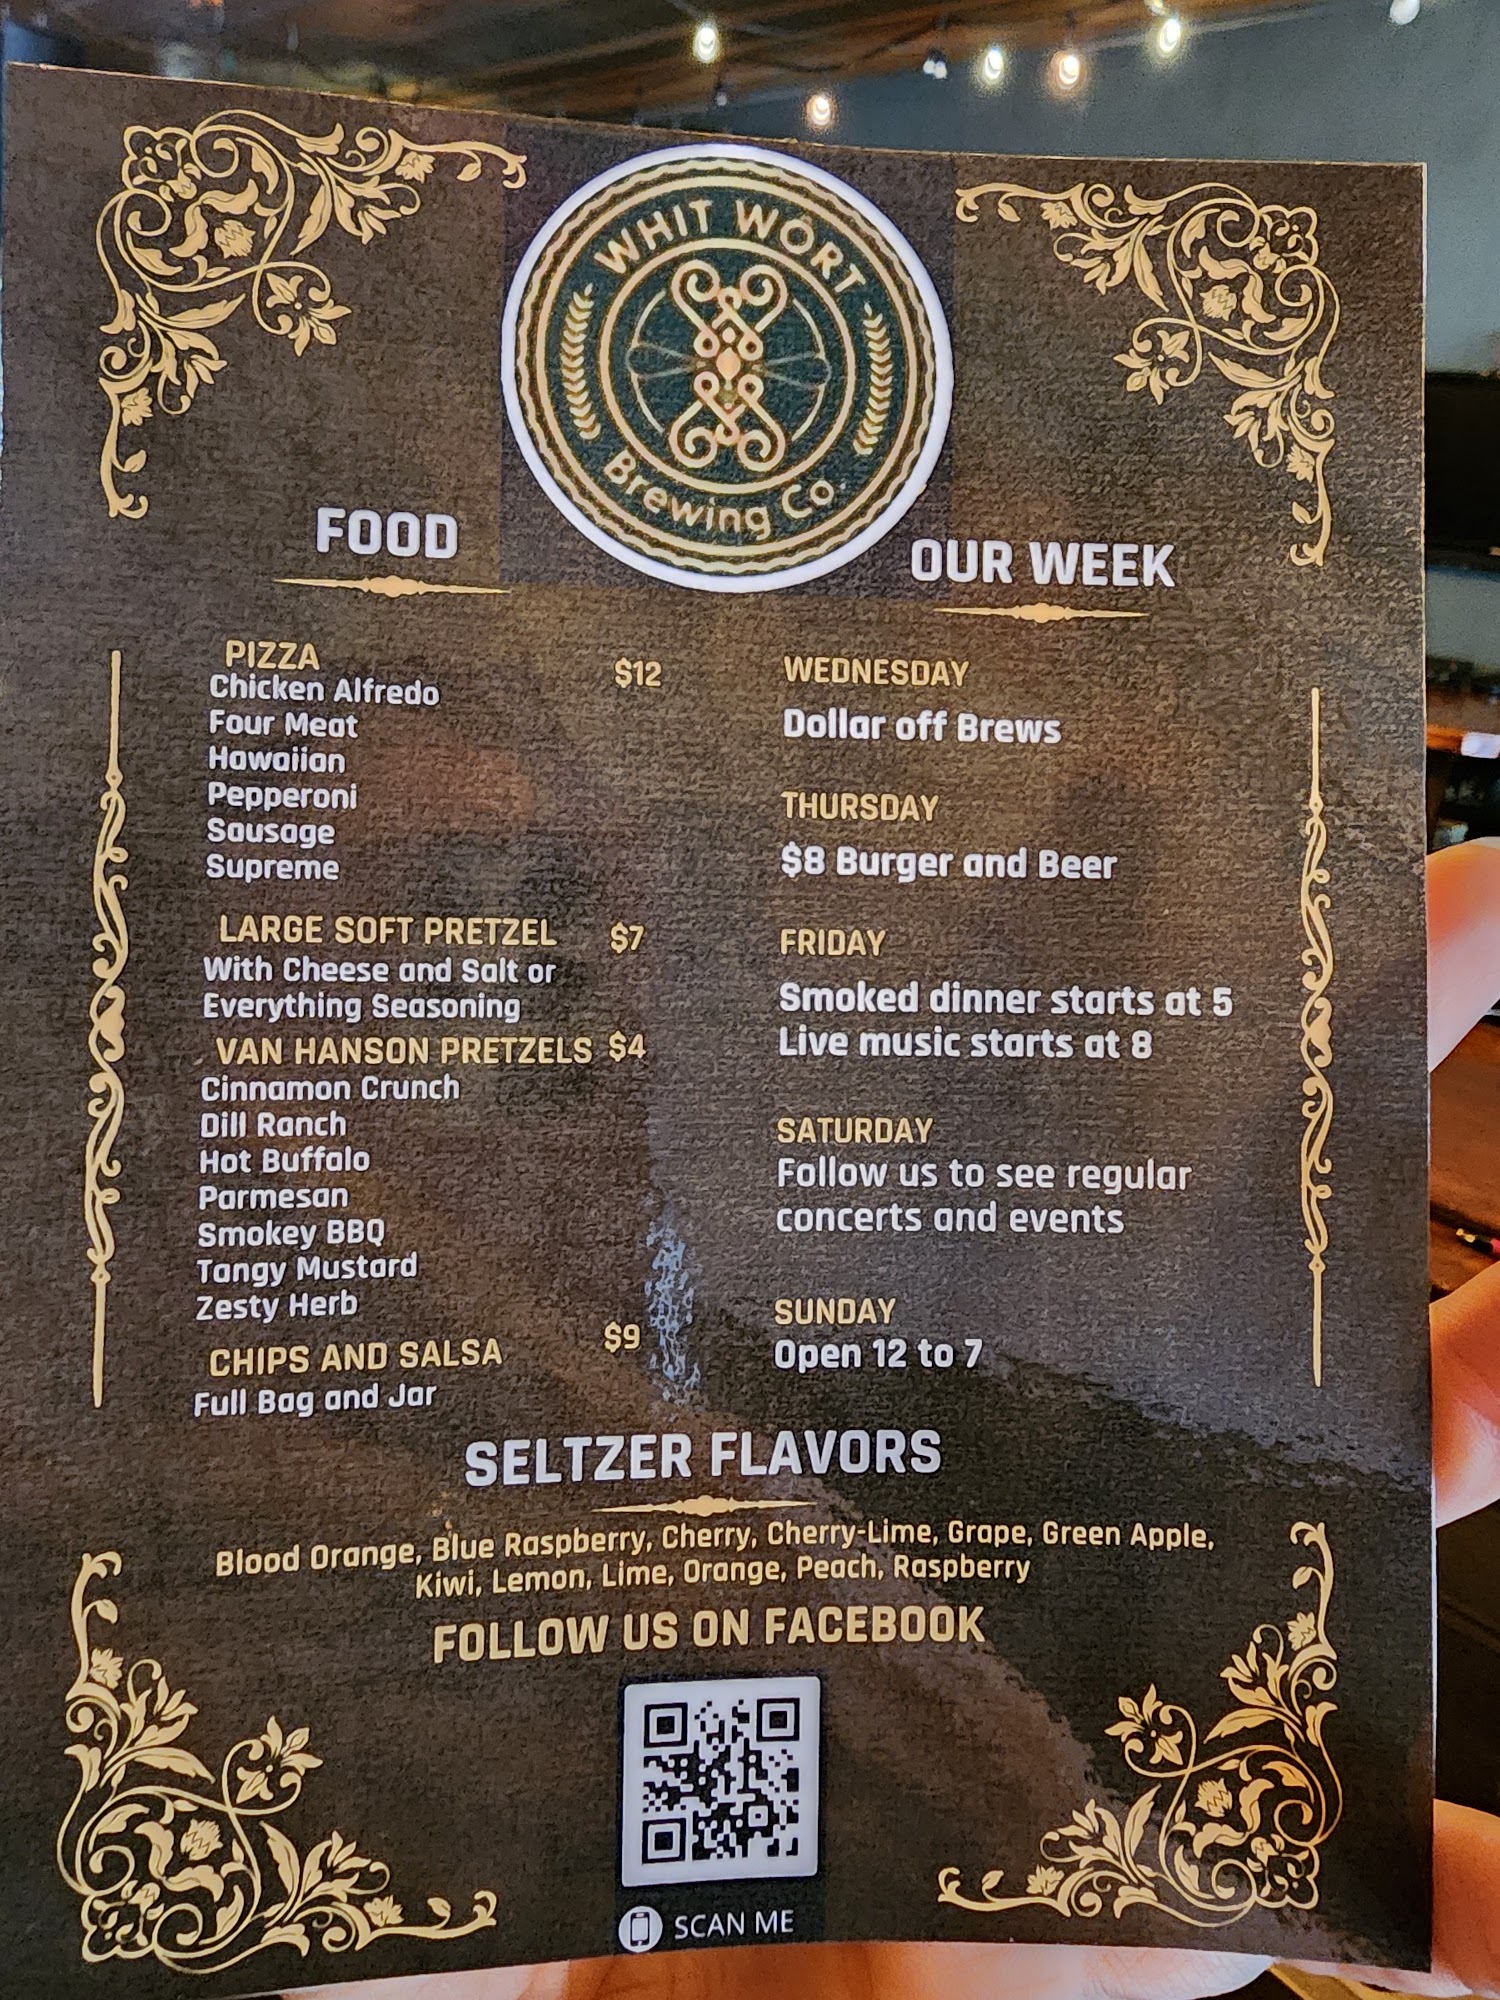 WHIT WORT
Brewing Co.
FOOD
PIZZA $12
Chicken Alfredo
Four Meat
Hawaiian
Pepperoni
Sausage
Supreme
LARGE SOFT PRETZEL $7
With Cheese and Salt or
Everything Seasoning
VAN HANSON PRETZELS $4
Cinnamon Crunch
Dill Ranch
Hot Buffalo
Parmesan
Smokey BBQ
Tangy Mustard
Zesty Herb
CHIPS AND SALSA $9
Full Bag and Jar
OUR WEEK
WEDNESDAY
Dollar off Brews
THURSDAY
$8 Burger and Beer
FRIDAY
Smoked dinner starts at 5
Live music starts at 8
SATURDAY
Follow us to see regular
concerts and events
SUNDAY
Open 12 to 7
SELTZER FLAVORS
Blood Orange, Blue Raspberry, Cherry, Cherry-Lime, Grape, Green Apple,
Kiwi, Lemon, Lime, Orange, Peach, Raspberry
FOLLOW US ON FACEBOOK
SCAN ME